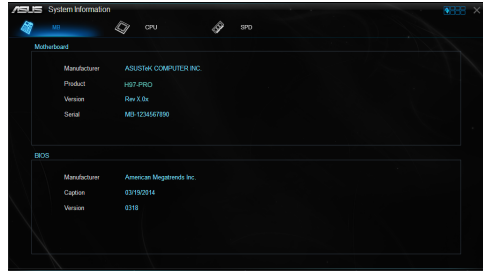 ASUS System Information
MB CPU SPD
Motherboard
Manufacturer ASUSTeK COMPUTER INC.
Product H97-PRO
Version Rev X.0x
Serial MB-1234567890
BIOS
Manufacturer American Megatrends Inc.
Caption 03/19/2014
Version 0318